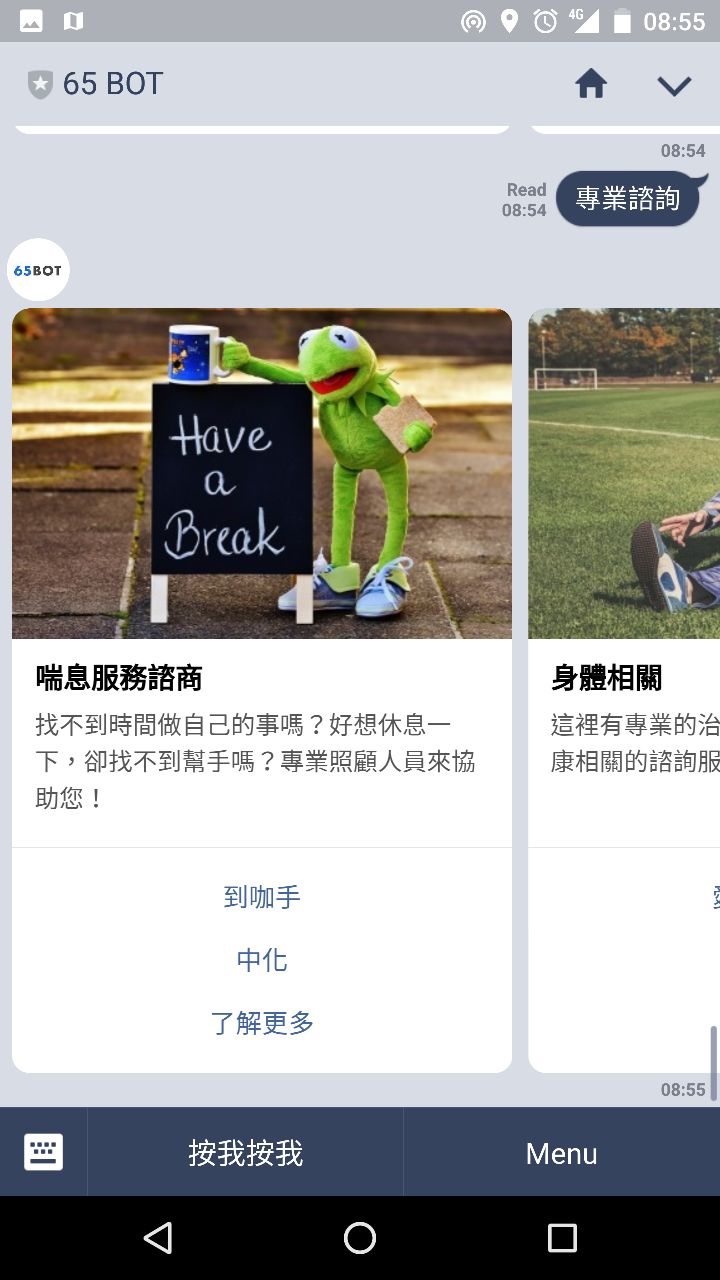 4G 08:55
65 BOT
08:54
Read
08:54
專業諮詢
65BOT
Have
a
Break
喘息服務諮商
找不到時間做自己的事嗎？好想休息一
下，卻找不到幫手嗎？專業照顧人員來協
助您！
到咖手
中化
了解更多
身體相關
這裡有專業的治
康相關的諮詢服
08:55
按我按我
Menu